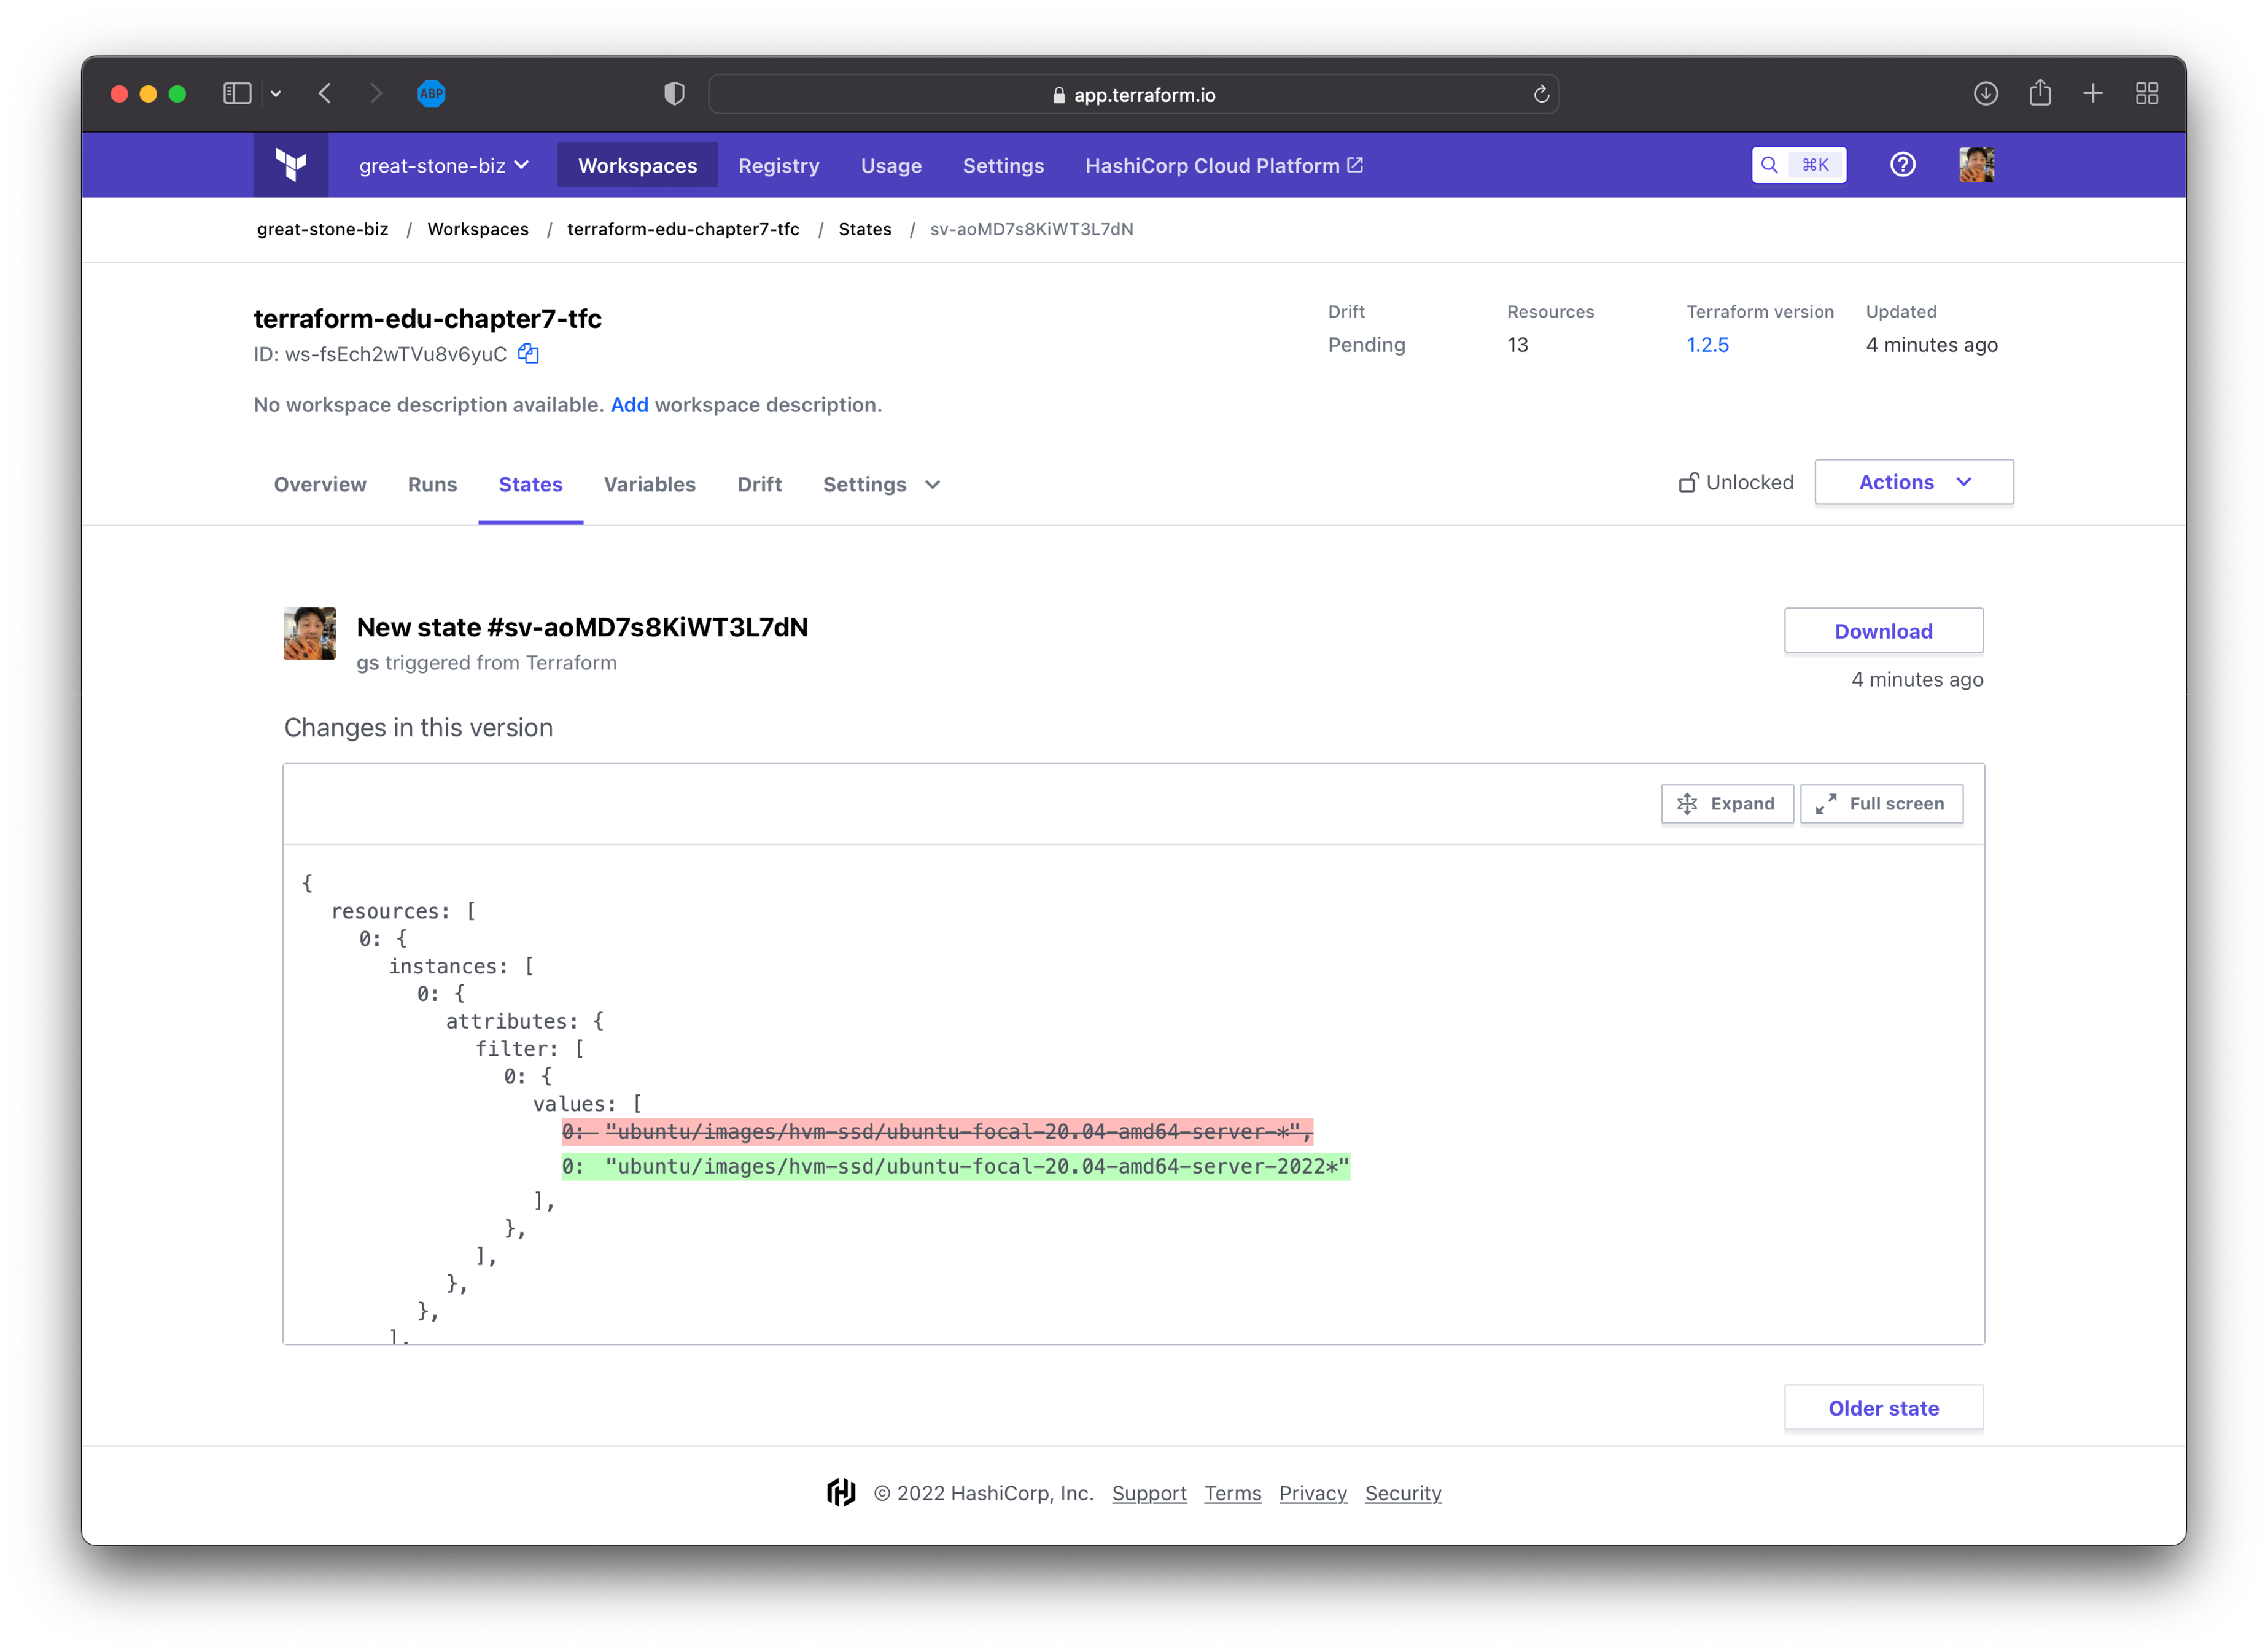 ABP
app.terraform.io
great-stone-biz Workspaces Registry Usage Settings HashiCorp Cloud Platform ⌘K
great-stone-biz / Workspaces / terraform-edu-chapter7-tfc / States / sv-aoMD7s8KiWT3L7dN
terraform-edu-chapter7-tfc
ID: ws-fsEch2wTVu8v6yuC
Drift Resources Terraform version Updated
Pending 13 1.2.5 4 minutes ago
No workspace description available. Add workspace description.
Overview Runs States Variables Drift Settings Unlocked Actions
New state #sv-aoMD7s8KiWT3L7dN
gs triggered from Terraform
Download
4 minutes ago
Changes in this version
Expand Full screen
{
resources: [
0: {
instances: [
0: {
attributes: {
filter: [
0: {
values: [
0: "ubuntu/images/hvm-ssd/ubuntu-focal-20.04-amd64-server-*",
0: "ubuntu/images/hvm-ssd/ubuntu-focal-20.04-amd64-server-2022*"
],
},
],
},
},
],
Older state
© 2022 HashiCorp, Inc. Support Terms Privacy Security